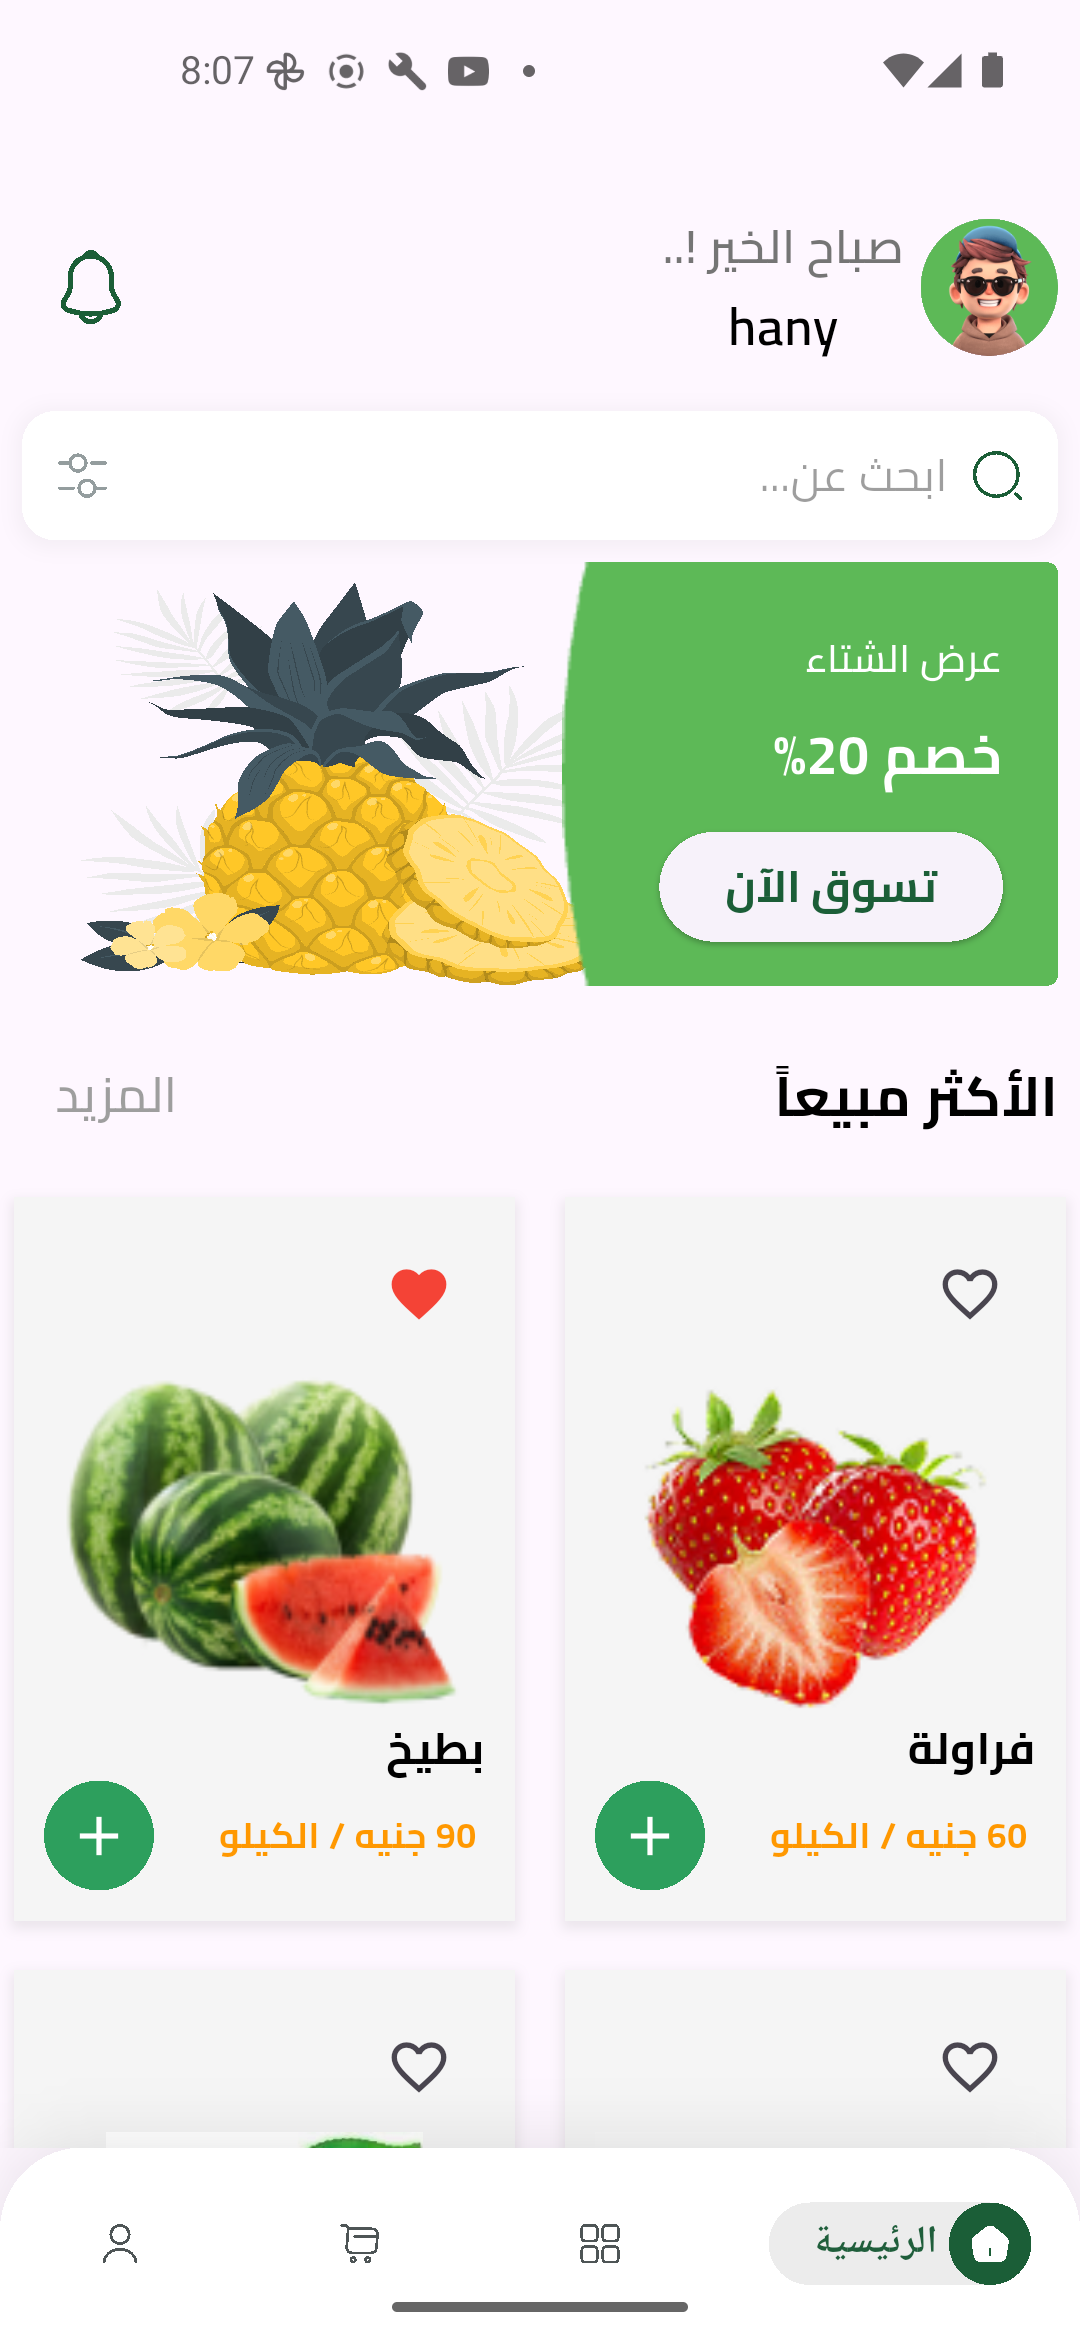 8:07
صباح الخير !..
hany
ابحث عن...
عرض الشتاء
خصم 20%
تسوق الآن
الأكثر مبيعاً
المزيد
فراولة
60 جنيه / الكيلو
بطيخ
90 جنيه / الكيلو
الرئيسية